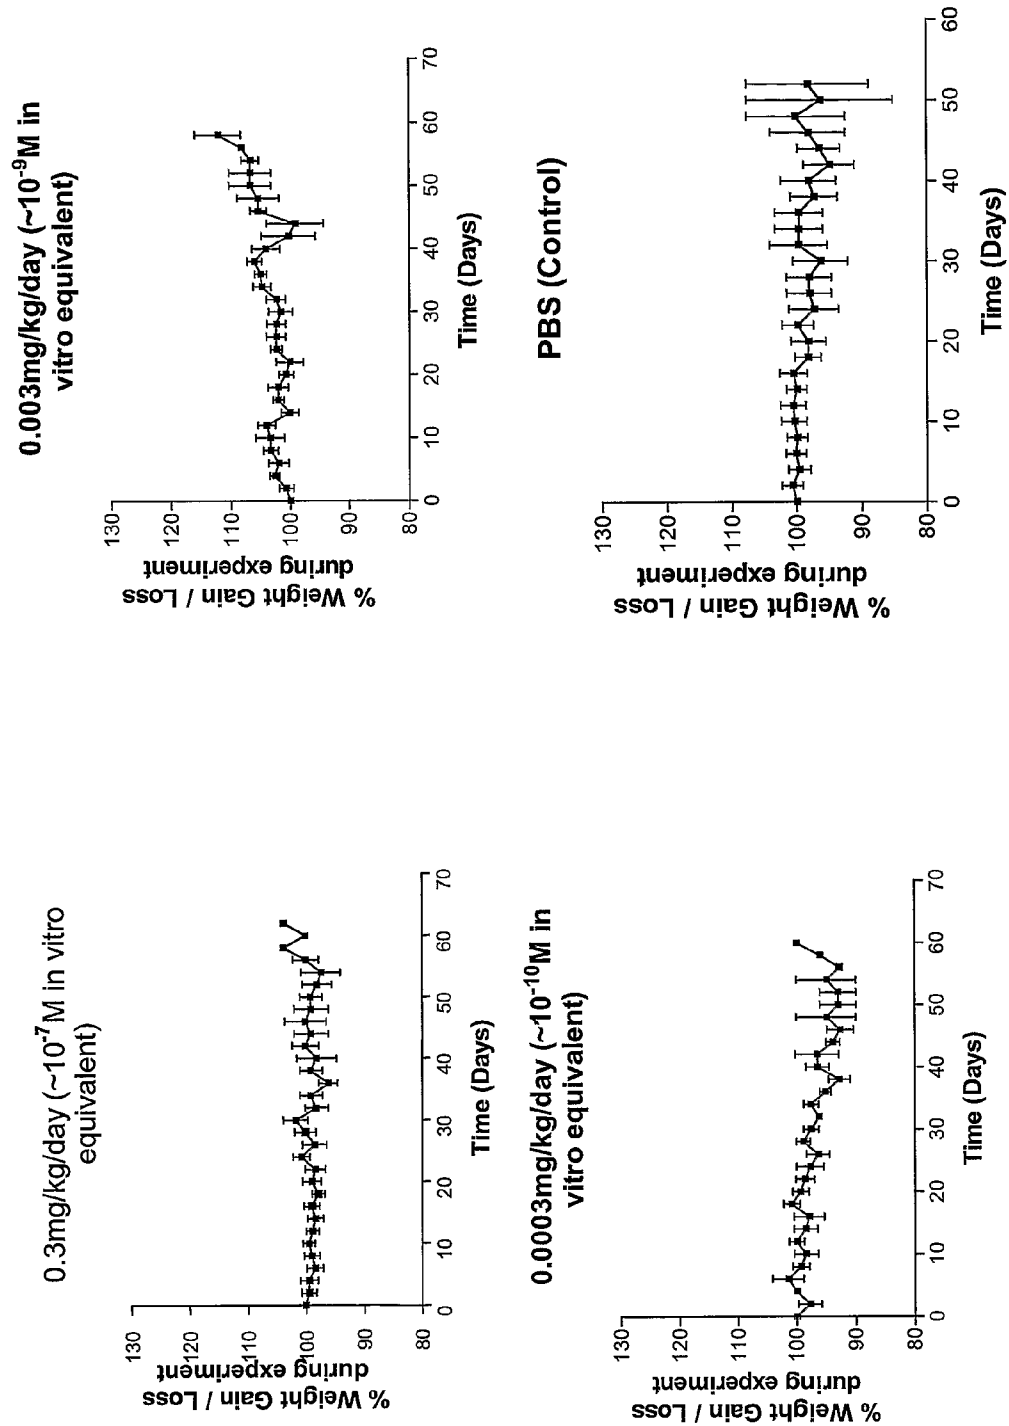 0.3mg/kg/day (~10-7M in vitro
equivalent)
% Weight Gain / Loss
during experiment
130
120
110
100
90
80
0 10 20 30 40 50 60 70
Time (Days)
0.003mg/kg/day (~10-9M in
vitro equivalent)
% Weight Gain / Loss
during experiment
130
120
110
100
90
80
0 10 20 30 40 50 60 70
Time (Days)
0.0003mg/kg/day (~10-10M in
vitro equivalent)
% Weight Gain / Loss
during experiment
130
120
110
100
90
80
0 10 20 30 40 50 60 70
Time (Days)
PBS (Control)
% Weight Gain / Loss
during experiment
130
120
110
100
90
80
0 10 20 30 40 50 60
Time (Days)